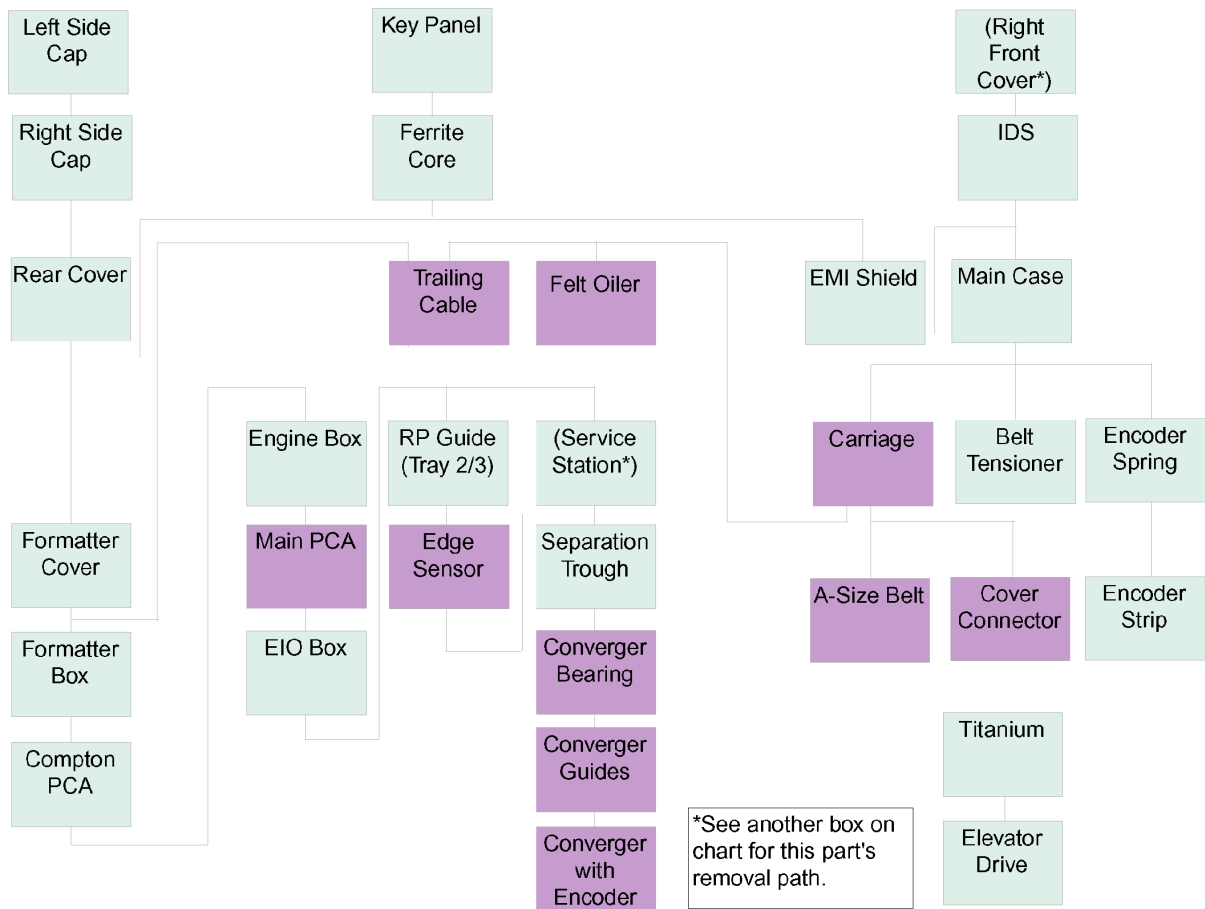 Left Side
Cap
Key Panel
(Right
Front
Cover*)
Right Side
Cap
Ferrite
Core
IDS
Rear Cover
Trailing
Cable
Felt Oiler
EMI Shield
Main Case
Engine Box
RP Guide
(Tray 2/3)
(Service
Station*)
Carriage
Belt
Tensioner
Encoder
Spring
Formatter
Cover
Main PCA
Edge
Sensor
Separation
Trough
A-Size Belt
Cover
Connector
Encoder
Strip
Formatter
Box
EIO Box
Converger
Bearing
Compton
PCA
Converger
Guides
Titanium
Converger
with
Encoder
*See another box on
chart for this part's
removal path.
Elevator
Drive